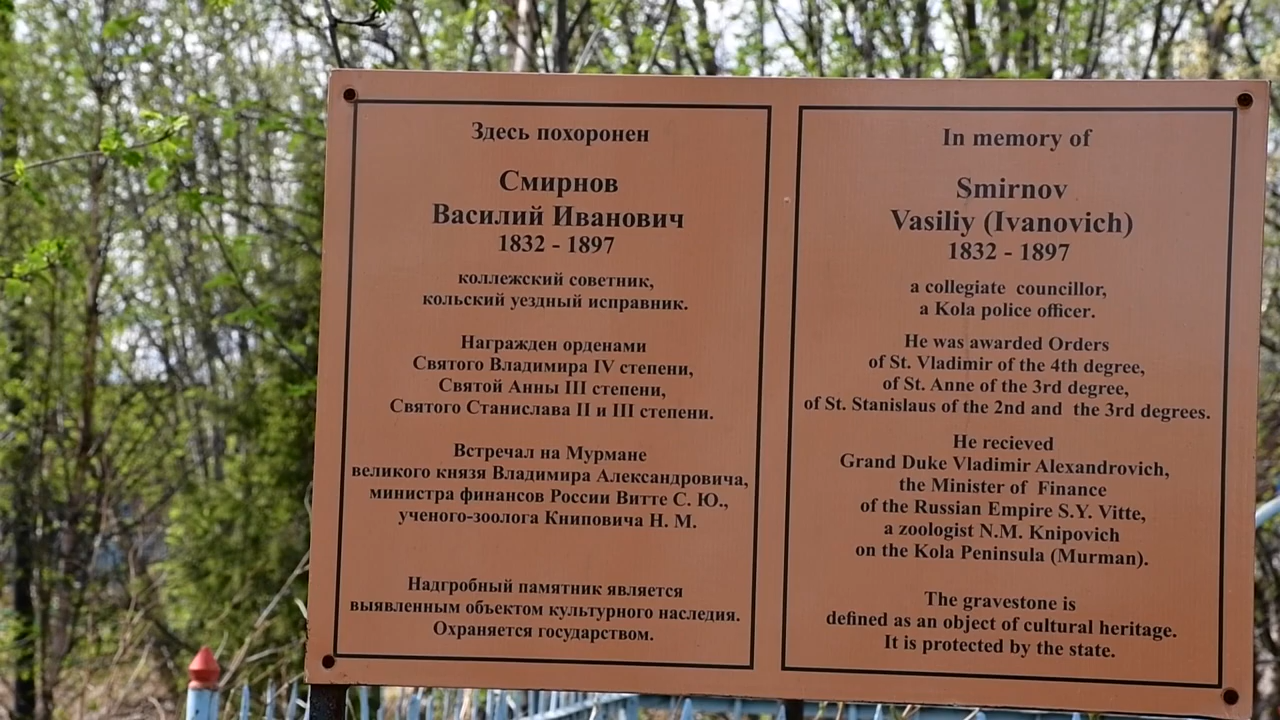 Здесь похоронен
Смирнов
Василий Иванович
1832 - 1897
коллежский советник,
кольский уездный исправник.
Награжден орденами
Святого Владимира IV степени,
Святой Анны III степени,
Святого Станислава II и III степени.
Встречал на Мурмане
великого князя Владимира Александровича,
министра финансов России Витте С. Ю.,
ученого-зоолога Книповича Н. М.
Надгробный памятник является
выявленным объектом культурного наследия.
Охраняется государством.
In memory of
Smirnov
Vasiliy (Ivanovich)
1832 - 1897
a collegiate councillor,
a Kola police officer.
He was awarded Orders
of St. Vladimir of the 4th degree,
of St. Anne of the 3rd degree,
of St. Stanislaus of the 2nd and the 3rd degrees.
He recieved
Grand Duke Vladimir Alexandrovich,
the Minister of Finance
of the Russian Empire S.Y. Vitte,
a zoologist N.M. Knipovich
on the Kola Peninsula (Murman).
The gravestone is
defined as an object of cultural heritage.
It is protected by the state.